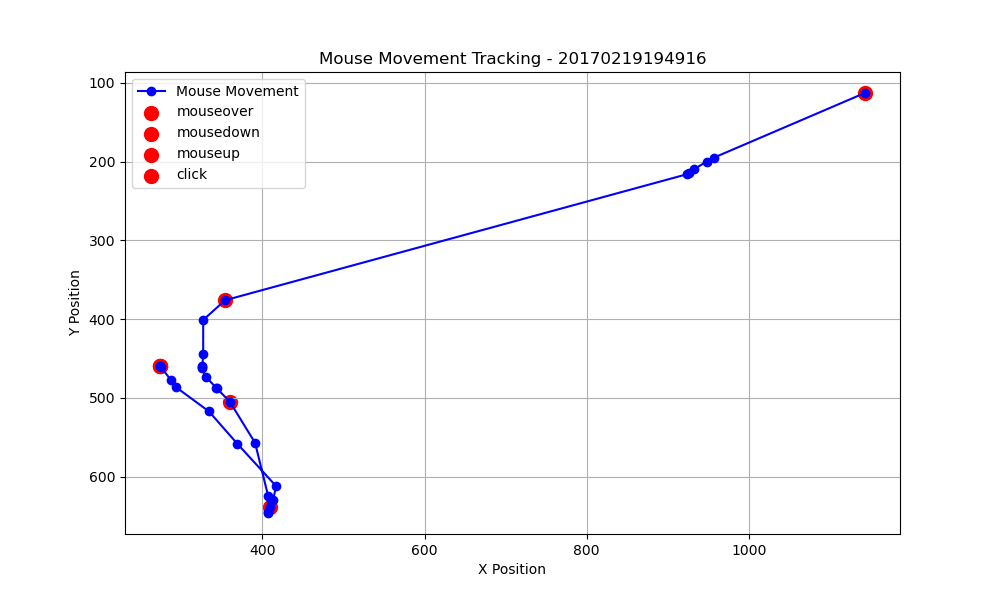 Mouse Movement Tracking - 20170219194916
Mouse Movement
mouseover
mousedown
mouseup
click
Y Position
100
200
300
400
500
600
400
600
800
1000
X Position